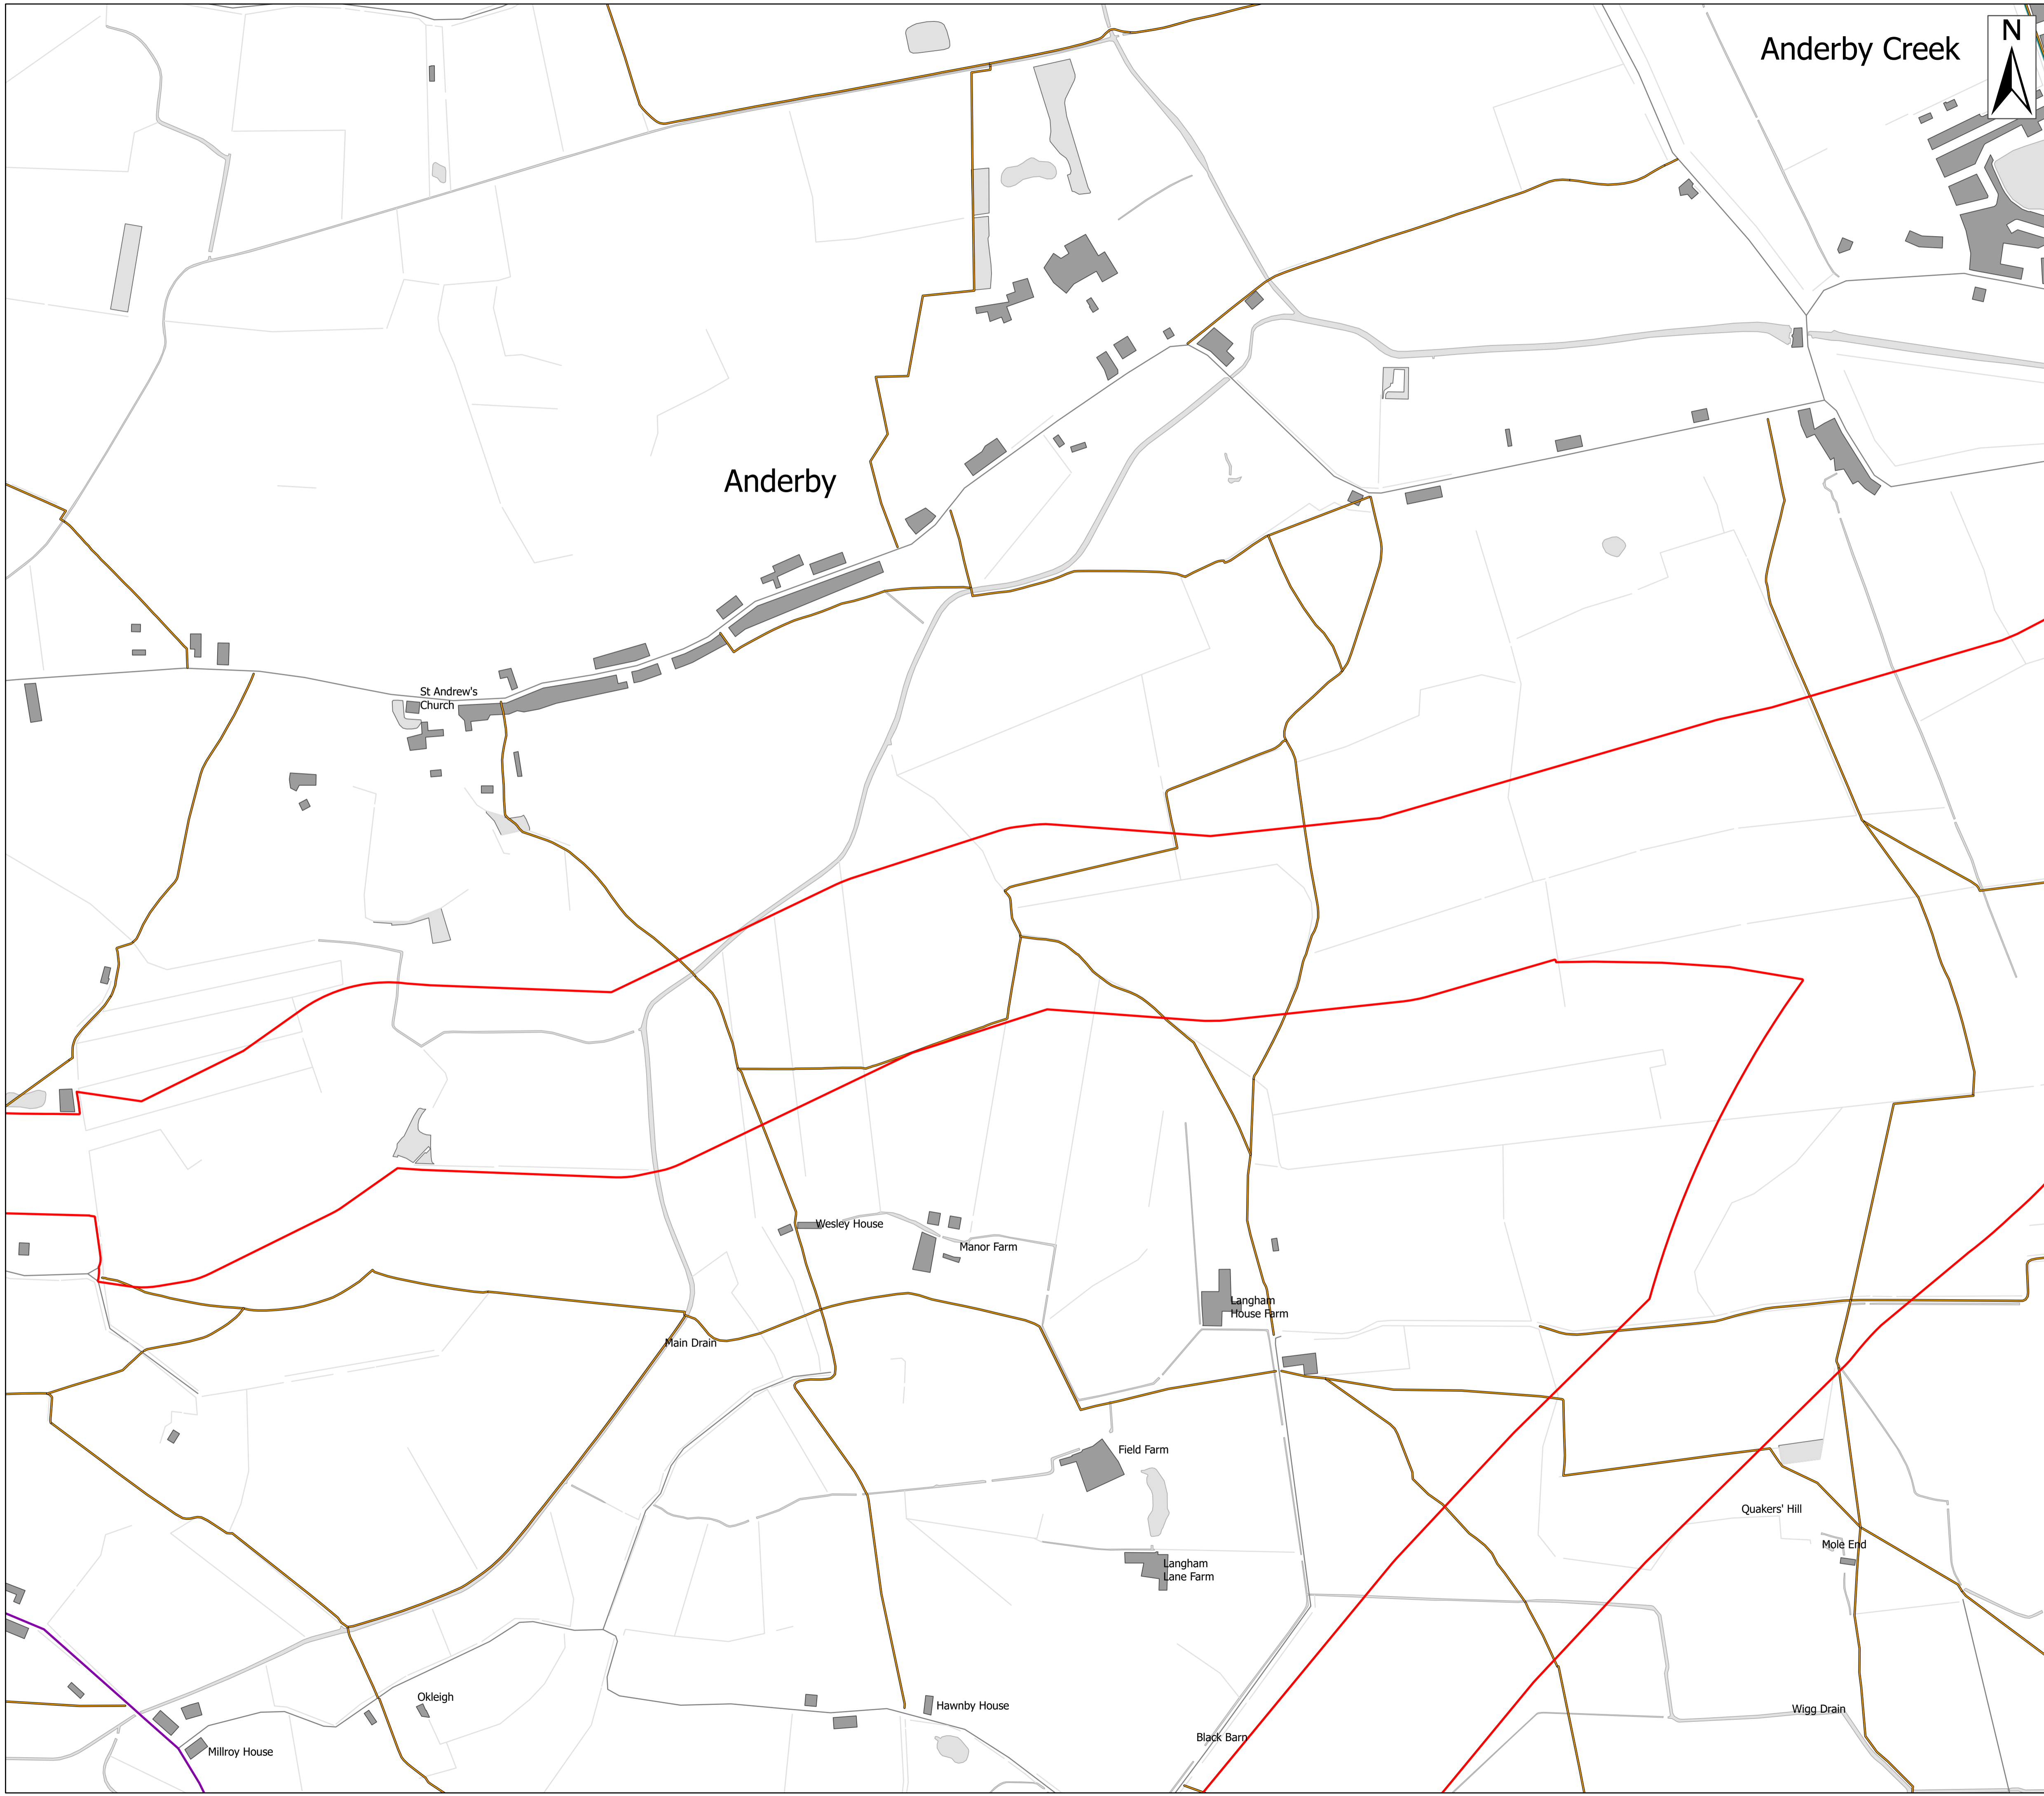 Anderby Creek
N
Anderby
St Andrew's
Church
Wesley House
Manor Farm
Langham
House Farm
Main Drain
Field Farm
Quakers' Hill
Mole End
Langham
Lane Farm
Okleigh
Hawnby House
Wigg Drain
Black Barn
Millroy House